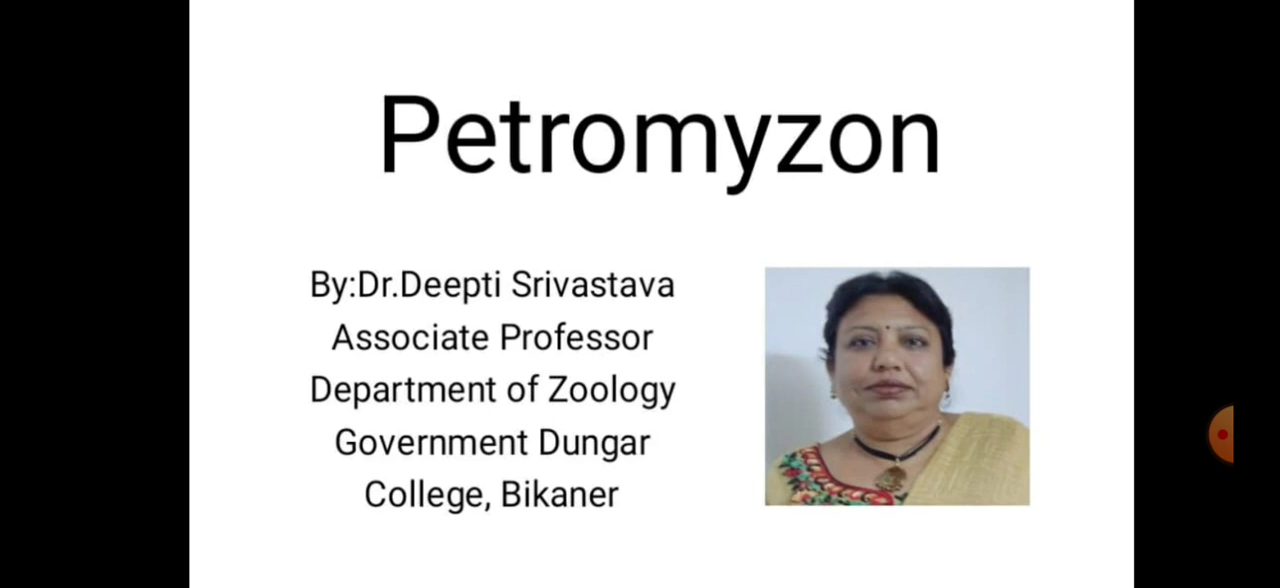 Petromyzon
By:Dr.Deepti Srivastava
Associate Professor
Department of Zoology
Government Dungar
College, Bikaner